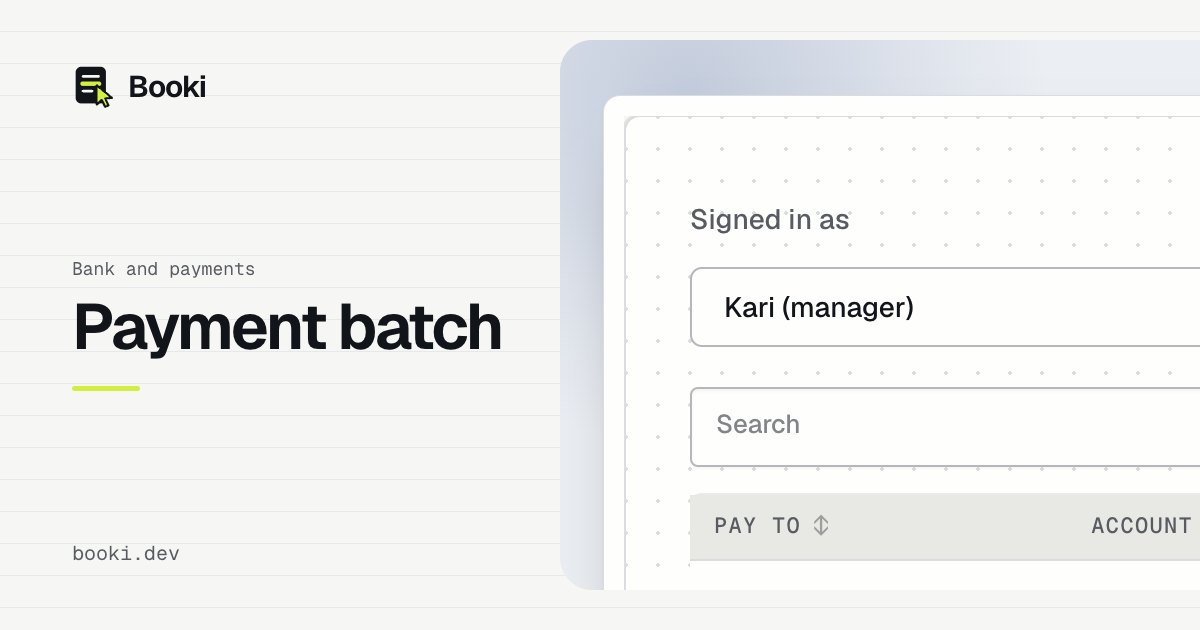 Booki
Bank and payments
Payment batch
booki.dev
Signed in as
Kari (manager)
Search
PAY TO
ACCOUNT